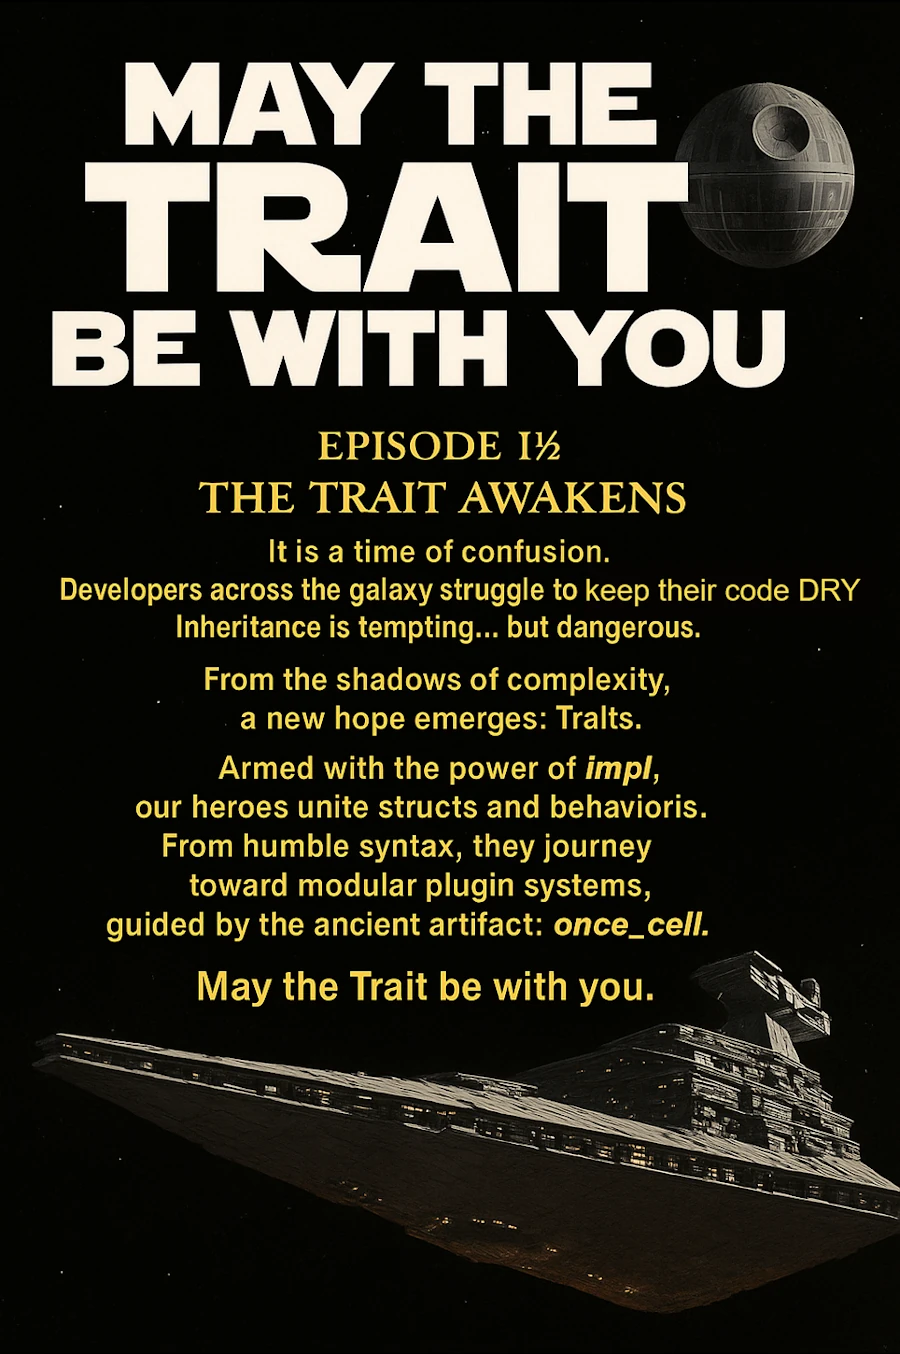 MAY THE
TRAIT
BE WITH YOU
EPISODE I½
THE TRAIT AWAKENS
It is a time of confusion.
Developers across the galaxy struggle to keep their code DRY
Inheritance is tempting... but dangerous.
From the shadows of complexity,
a new hope emerges: TraIts.
Armed with the power of impl,
our heroes unite structs and behavioris.
From humble syntax, they journey
toward modular plugin systems,
guided by the ancient artifact: once_cell.
May the Trait be with you.